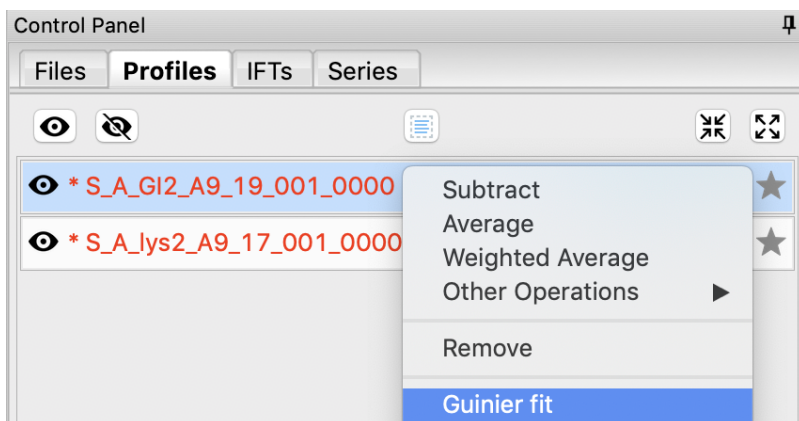 Control Panel
Files Profiles IFTs Series
* S_A_GI2_A9_19_001_0000
* S_A_lys2_A9_17_001_0000
Subtract
Average
Weighted Average
Other Operations
Remove
Guinier fit